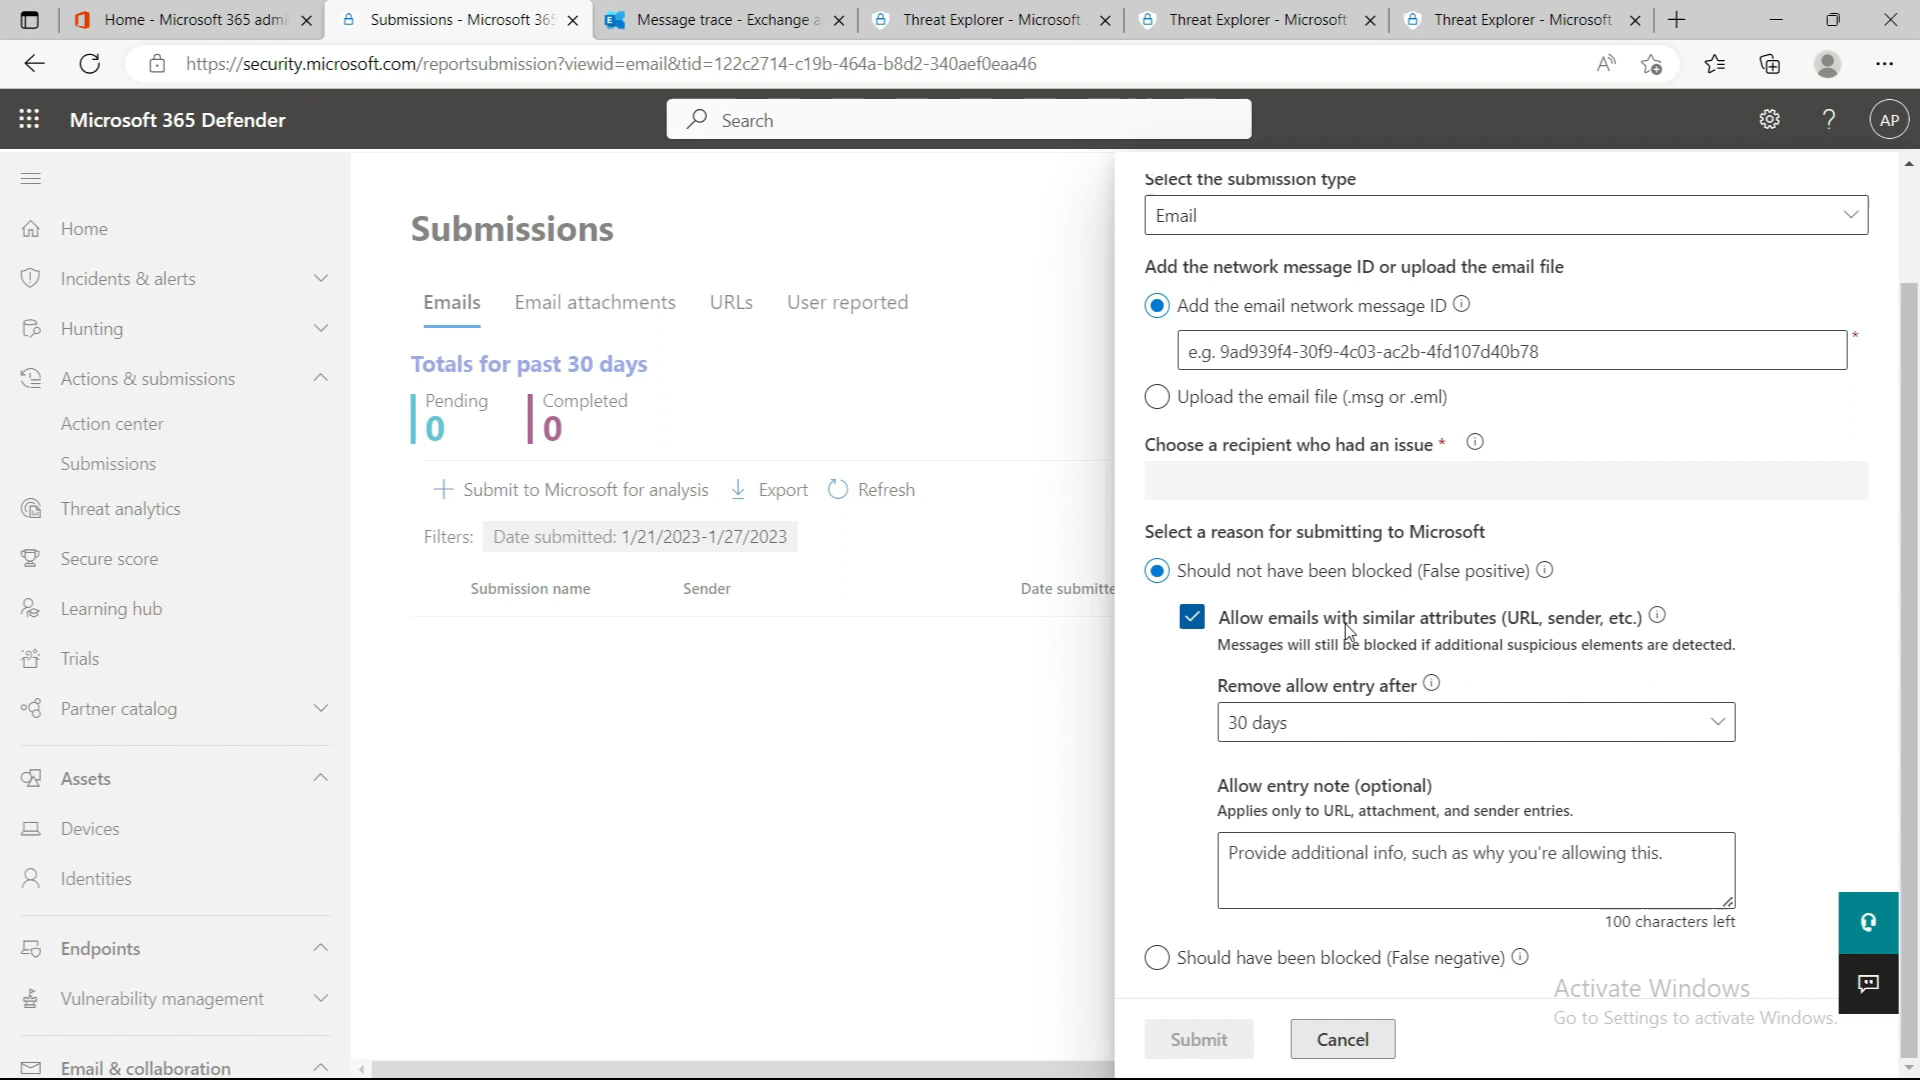 Home - Microsoft 365 admi
Submissions - Microsoft 365
Message trace - Exchange a
Threat Explorer - Microsoft
Threat Explorer - Microsoft
Threat Explorer - Microsoft
https://security.microsoft.com/reportsubmission?viewid=email&tid=122c2714-c19b-464a-b8d2-340aef0eaa46
Microsoft 365 Defender
Search
AP
Home
Incidents & alerts
Hunting
Actions & submissions
Action center
Submissions
Threat analytics
Secure score
Learning hub
Trials
Partner catalog
Assets
Devices
Identities
Endpoints
Vulnerability management
Email & collaboration
Submissions
Emails Email attachments URLs User reported
Totals for past 30 days
Pending
0
Completed
0
Submit to Microsoft for analysis Export Refresh
Filters: Date submitted: 1/21/2023-1/27/2023
Submission name Sender Date submitte
Select the submission type
Email
Add the network message ID or upload the email file
Add the email network message ID
e.g. 9ad939f4-30f9-4c03-ac2b-4fd107d40b78 *
Upload the email file (.msg or .eml)
Choose a recipient who had an issue *
Select a reason for submitting to Microsoft
Should not have been blocked (False positive)
Allow emails with similar attributes (URL, sender, etc.)
Messages will still be blocked if additional suspicious elements are detected.
Remove allow entry after
30 days
Allow entry note (optional)
Applies only to URL, attachment, and sender entries.
Provide additional info, such as why you're allowing this.
100 characters left
Should have been blocked (False negative)
Activate Windows
Go to Settings to activate Windows.
Submit
Cancel